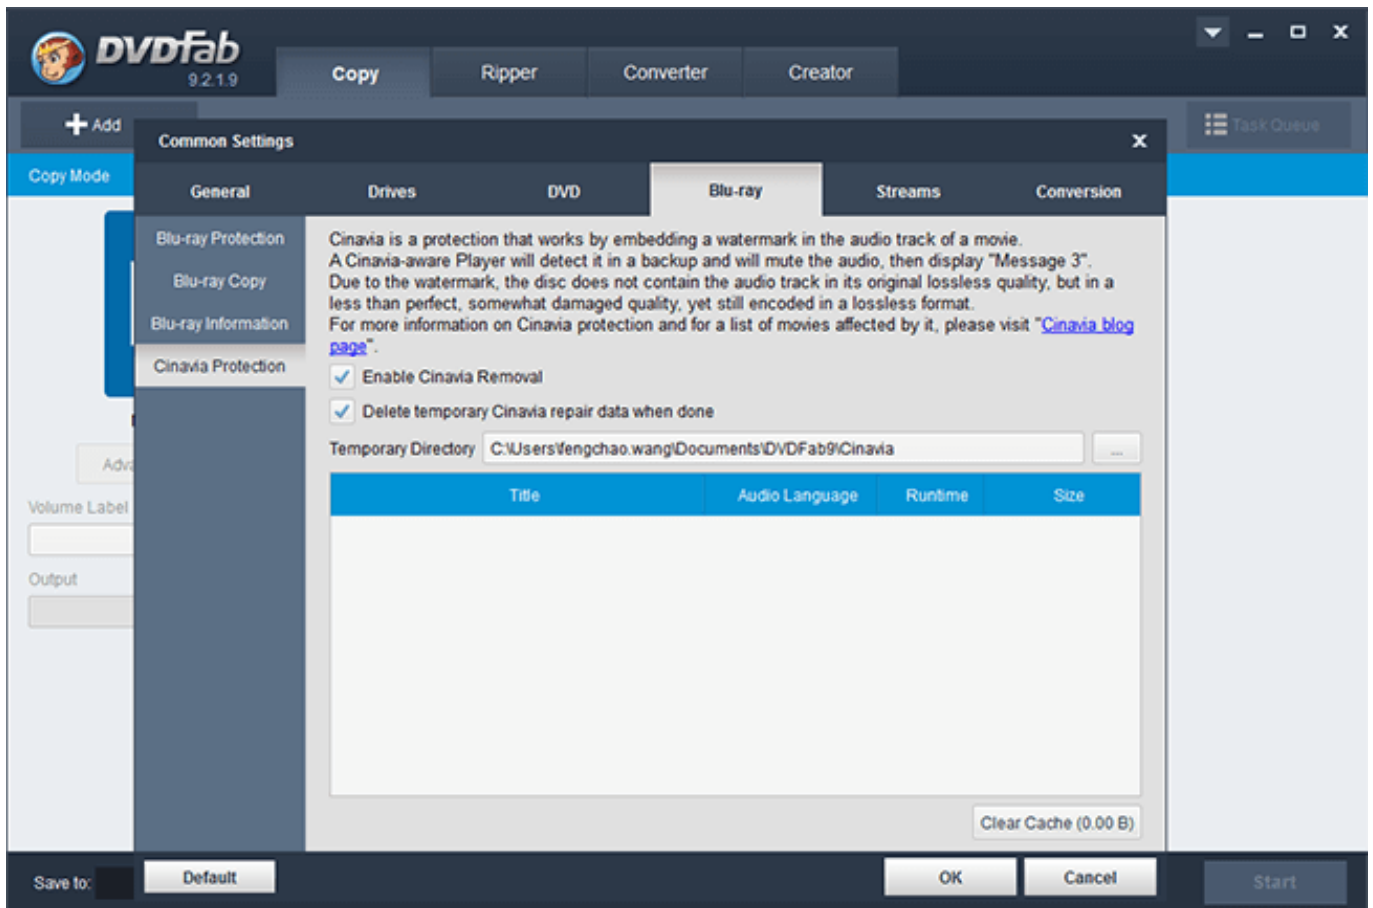 DVDFab
9.2.1.9
Copy
Ripper
Converter
Creator
Add
Task Queue
Common Settings
Copy Mode
General
Drives
DVD
Blu-ray
Streams
Conversion
Blu-ray Protection
Blu-ray Copy
Blu-ray Information
Cinavia Protection
Cinavia is a protection that works by embedding a watermark in the audio track of a movie.
A Cinavia-aware Player will detect it in a backup and will mute the audio, then display "Message 3".
Due to the watermark, the disc does not contain the audio track in its original lossless quality, but in a
less than perfect, somewhat damaged quality, yet still encoded in a lossless format.
For more information on Cinavia protection and for a list of movies affected by it, please visit "Cinavia blog
page".
Enable Cinavia Removal
Delete temporary Cinavia repair data when done
Temporary Directory
C:\Users\fengchao.wang\Documents\DVDFab9\Cinavia
...
Title
Audio Language
Runtime
Size
Adva
Volume Label
Output
Clear Cache (0.00 B)
Save to:
Default
OK
Cancel
Start